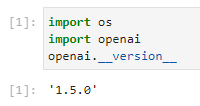 [1]: import os
import openai
openai.__version__
[1]: '1.5.0'